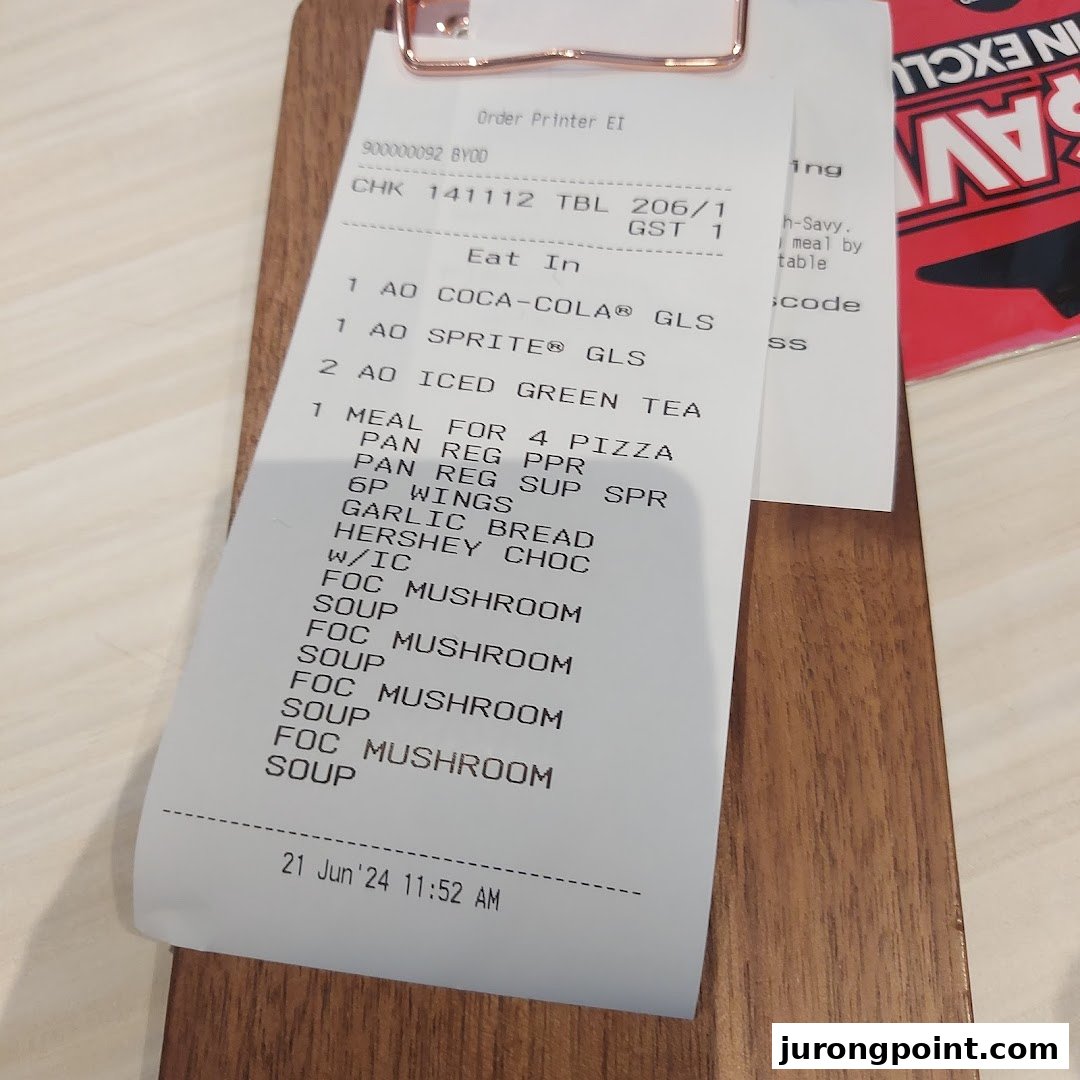 Order Printer EI
900000092 BYOD
CHK 141112 TBL 206/1
GST 1
Eat In
1 AO COCA-COLA® GLS
1 AO SPRITE® GLS
2 AO ICED GREEN TEA
1 MEAL FOR 4 PIZZA
PAN REG PPR
PAN REG SUP SPR
6P WINGS
GARLIC BREAD
HERSHEY CHOC
W/IC
FOC MUSHROOM
SOUP
FOC MUSHROOM
SOUP
FOC MUSHROOM
SOUP
FOC MUSHROOM
SOUP
21 Jun'24 11:52 AM
meal by
table
jurongpoint.com